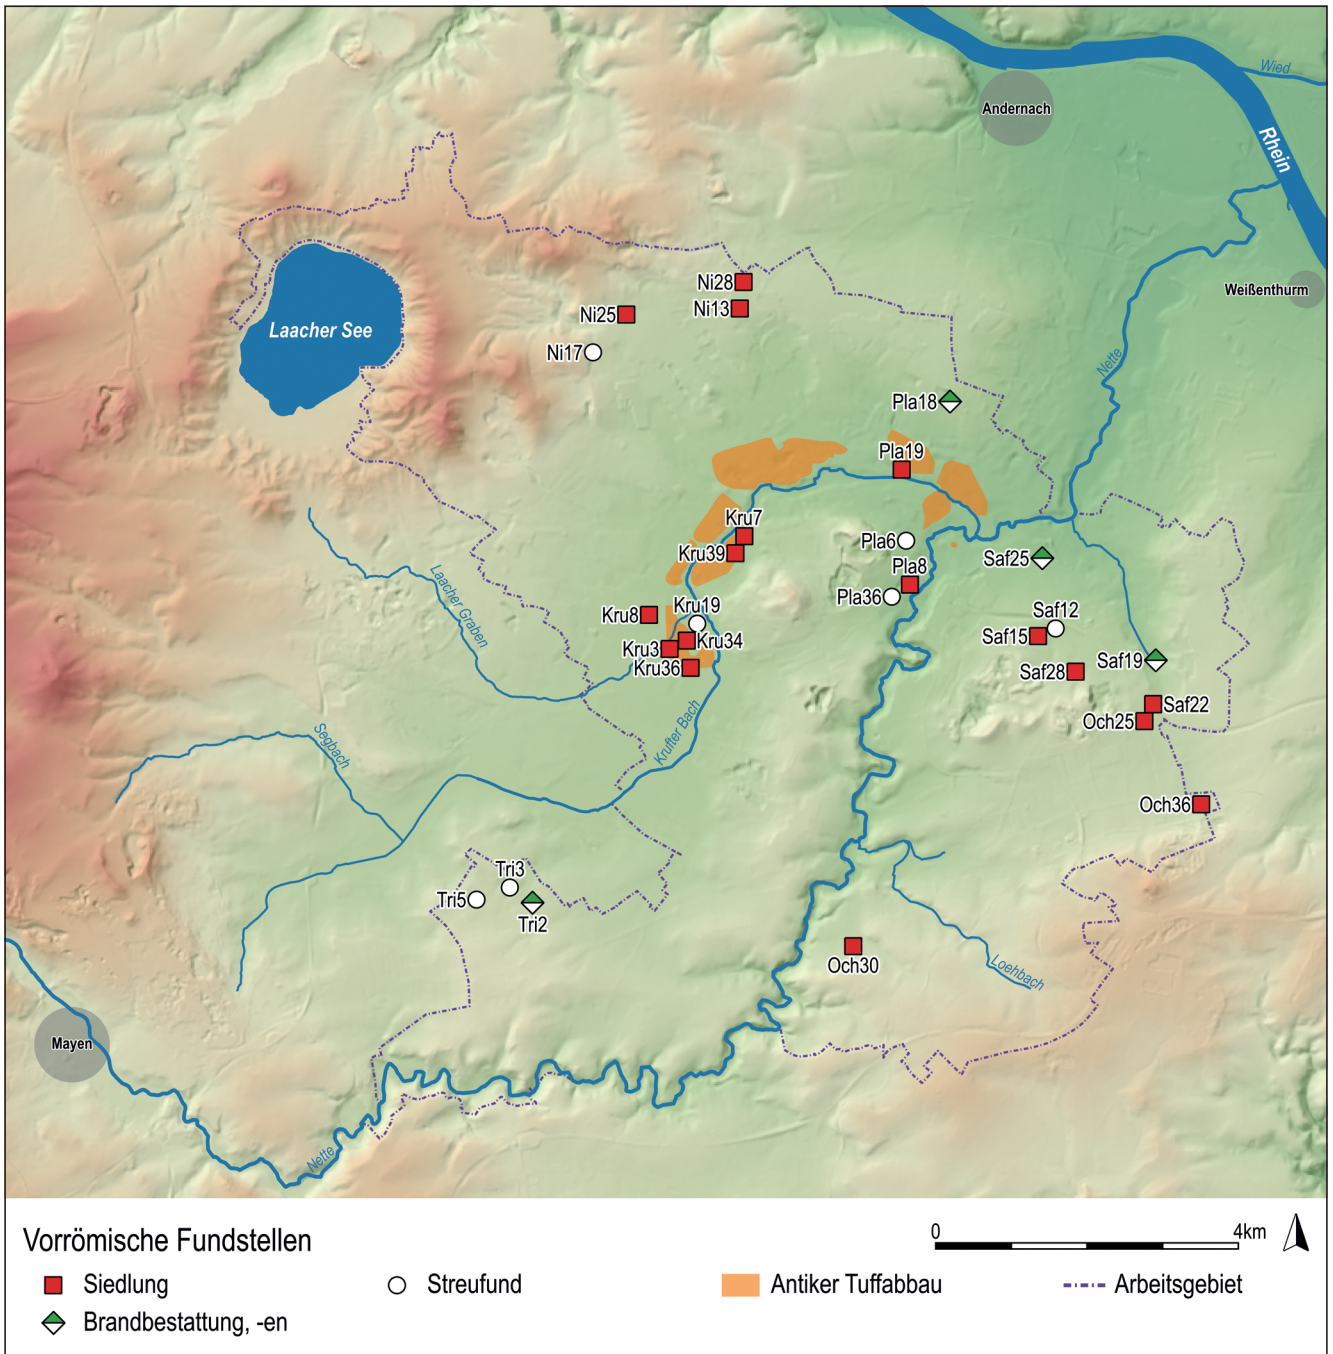 Wied
Andernach
Rhein
Weißenthurm
Ni28
Ni13
Ni25
Laacher See
Ni17
Nette
Pla18
Pla19
Kru7
Kru39
Pla6
Saf25
Pla8
Pla36
Laacher Graben
Kru19
Kru8
Saf12
Saf15
Kru34
Kru3
Kru36
Saf19
Saf28
Saf22
Och25
Krufter Bach
Segbach
Och36
Tri3
Tri5
Tri2
Och30
Loehbach
Mayen
Nette
Vorrömische Fundstellen
0 4km
Siedlung
Streufund
Antiker Tuffabbau
Arbeitsgebiet
Brandbestattung, -en